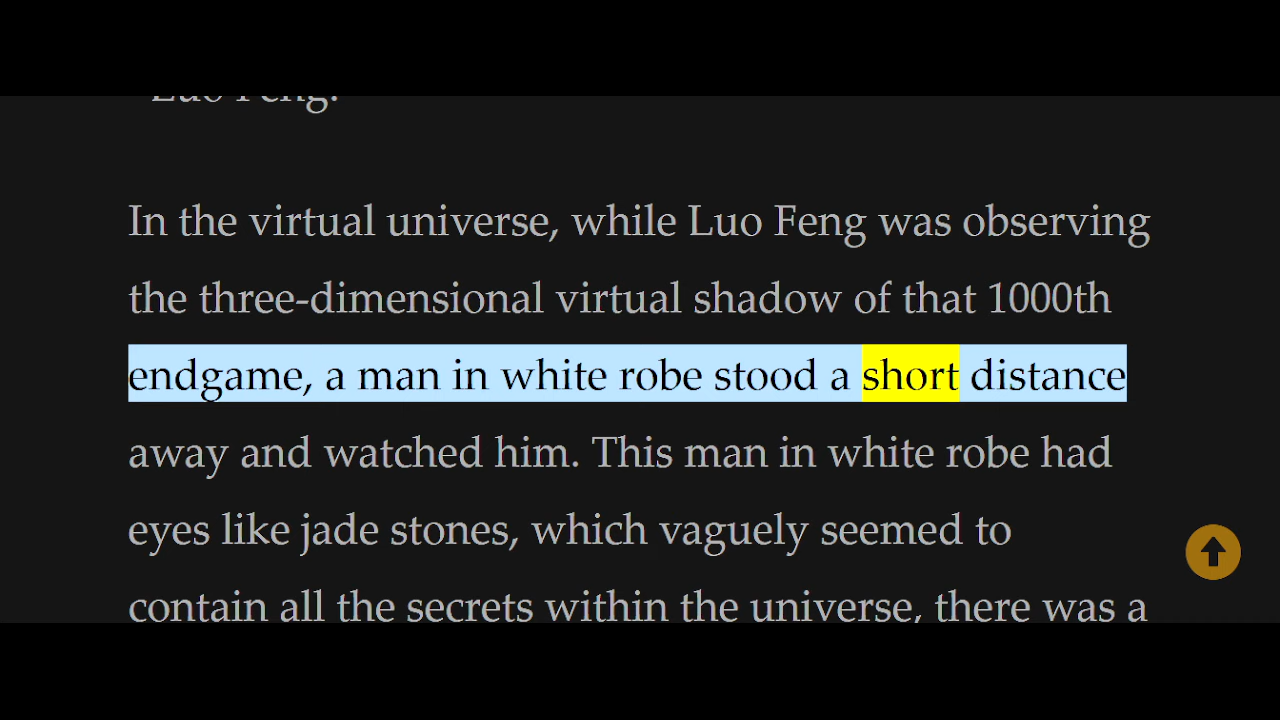 Luo Feng.
In the virtual universe, while Luo Feng was observing
the three-dimensional virtual shadow of that 1000th
endgame, a man in white robe stood a short distance
away and watched him. This man in white robe had
eyes like jade stones, which vaguely seemed to
contain all the secrets within the universe, there was a